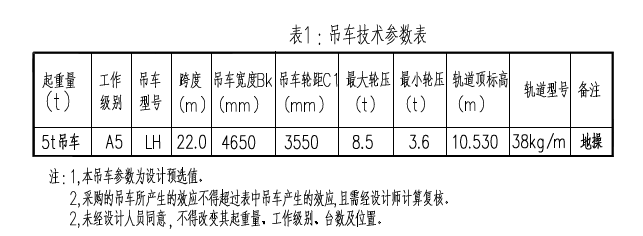 表1：吊车技术参数表
起重量 工作 吊车 跨度 吊车宽度Bk 吊车轮距C1 最大轮压 最小轮压 轨道顶标高 轨道型号 备注
(t) 级别 型号 (m) (mm) (mm) (t) (t) (m)
5t吊车 A5 LH 22.0 4650 3550 8.5 3.6 10.530 38kg/m 地操
注：1,本吊车参数为设计预选值.
2,采购的吊车所产生的效应不得超过表中吊车产生的效应,且需经设计师计算复核.
2,未经设计人员同意,不得改变其起重量、工作级别、台数及位置.